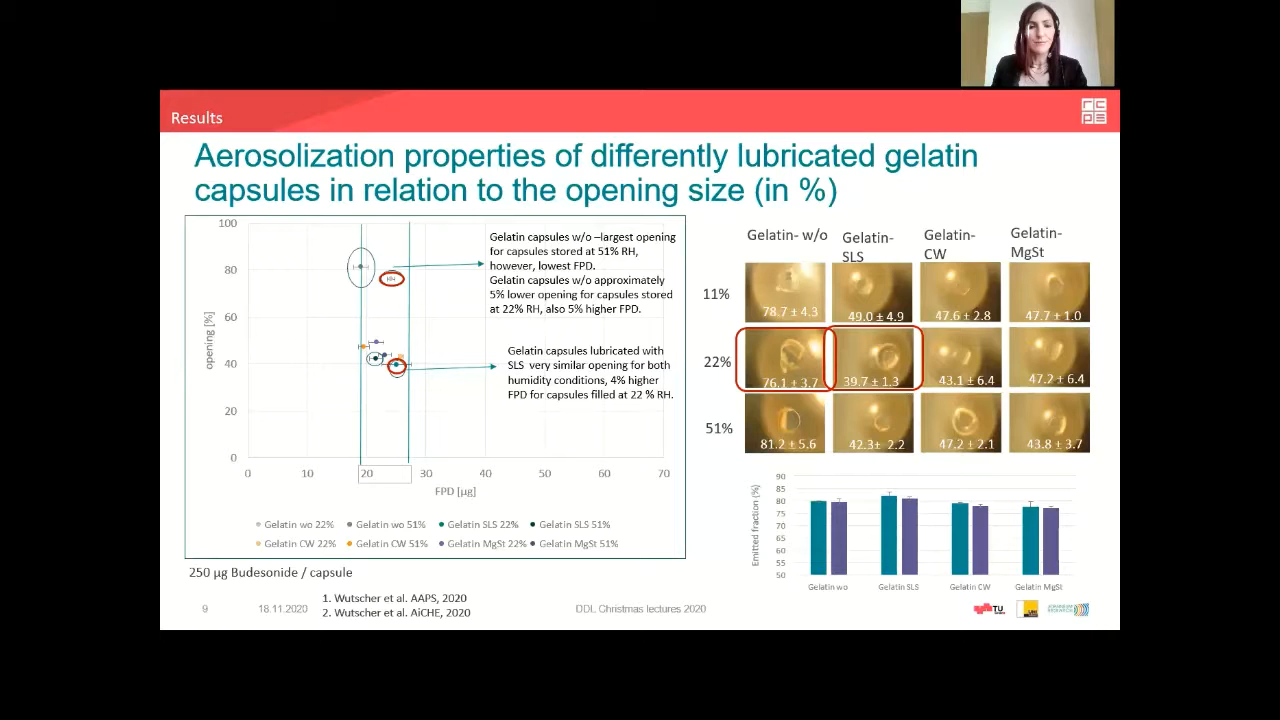 Results
Aerosolization properties of differently lubricated gelatin
capsules in relation to the opening size (in %)
100
80
60
40
20
0
opening [%]
0 10 20 30 40 50 60 70
FPD [µg]
Gelatin capsules w/o –largest opening
for capsules stored at 51% RH,
however, lowest FPD.
Gelatin capsules w/o approximately
5% lower opening for capsules stored
at 22% RH, also 5% higher FPD.
Gelatin capsules lubricated with
SLS very similar opening for both
humidity conditions, 4% higher
FPD for capsules filled at 22 % RH.
Gelatin wo 22% Gelatin wo 51% Gelatin SLS 22% Gelatin SLS 51%
Gelatin CW 22% Gelatin CW 51% Gelatin MgSt 22% Gelatin MgSt 51%
Gelatin- w/o
Gelatin-
SLS
Gelatin-
CW
Gelatin-
MgSt
11%
78.7 ± 4.3
49.0 ± 4.9
47.6 ± 2.8
47.7 ± 1.0
22%
76.1 ± 3.7
39.7 ± 1.3
43.1 ± 6.4
47.2 ± 6.4
51%
81.2 ± 5.6
42.3± 2.2
47.2 ± 2.1
43.8 ± 3.7
Emitted fraction (%)
90
85
80
75
70
65
60
55
50
Gelatin wo Gelatin SLS Gelatin CW Gelatin MgSt
250 µg Budesonide / capsule
1. Wutscher et al. AAPS, 2020
2. Wutscher et al. AiCHE, 2020
9
18.11.2020
DDL Christmas lectures 2020
TU